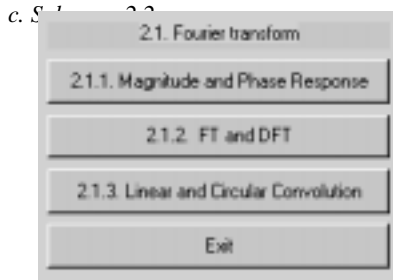 c.
2.1. Fourier transform
2.1.1. Magnitude and Phase Response
2.1.2. FT and DFT
2.1.3. Linear and Circular Convolution
Exit